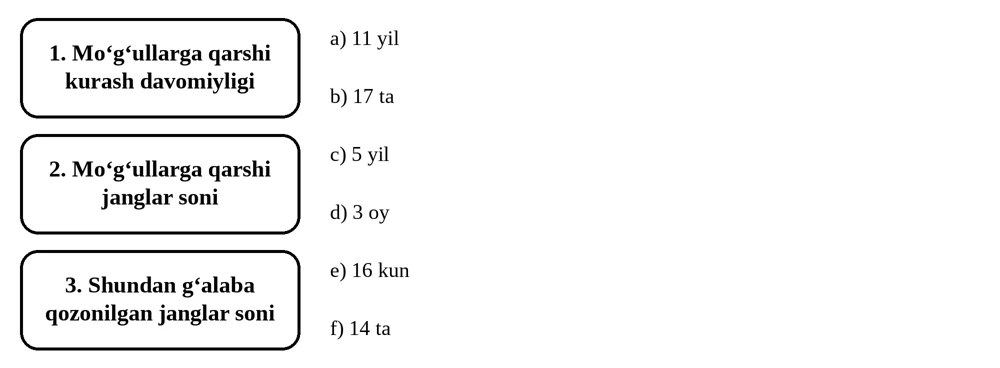 1. Mo‘g‘ullarga qarshi
kurash davomiyligi
2. Mo‘g‘ullarga qarshi
janglar soni
3. Shundan g‘alaba
qozonilgan janglar soni
a) 11 yil
b) 17 ta
c) 5 yil
d) 3 oy
e) 16 kun
f) 14 ta